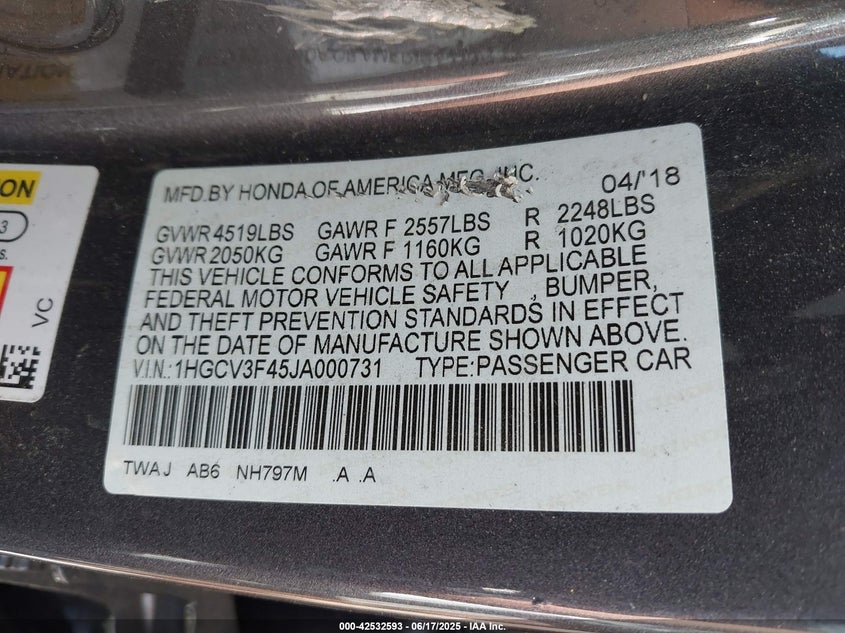 MFD.BY HONDA OF AMERICA MFG.,INC. 04/'18
GVWR 4519LBS GAWR F 2557LBS R 2248LBS
GVWR 2050KG GAWR F 1160KG R 1020KG
THIS VEHICLE CONFORMS TO ALL APPLICABLE
FEDERAL MOTOR VEHICLE SAFETY , BUMPER,
AND THEFT PREVENTION STANDARDS IN EFFECT
ON THE DATE OF MANUFACTURE SHOWN ABOVE.
V.I.N.:1HGCV3F45JA000731 TYPE:PASSENGER CAR
TWAJ AB6 NH797M .A .A
3
VC
000-42532593 - 06/17/2025 - IAA Inc.